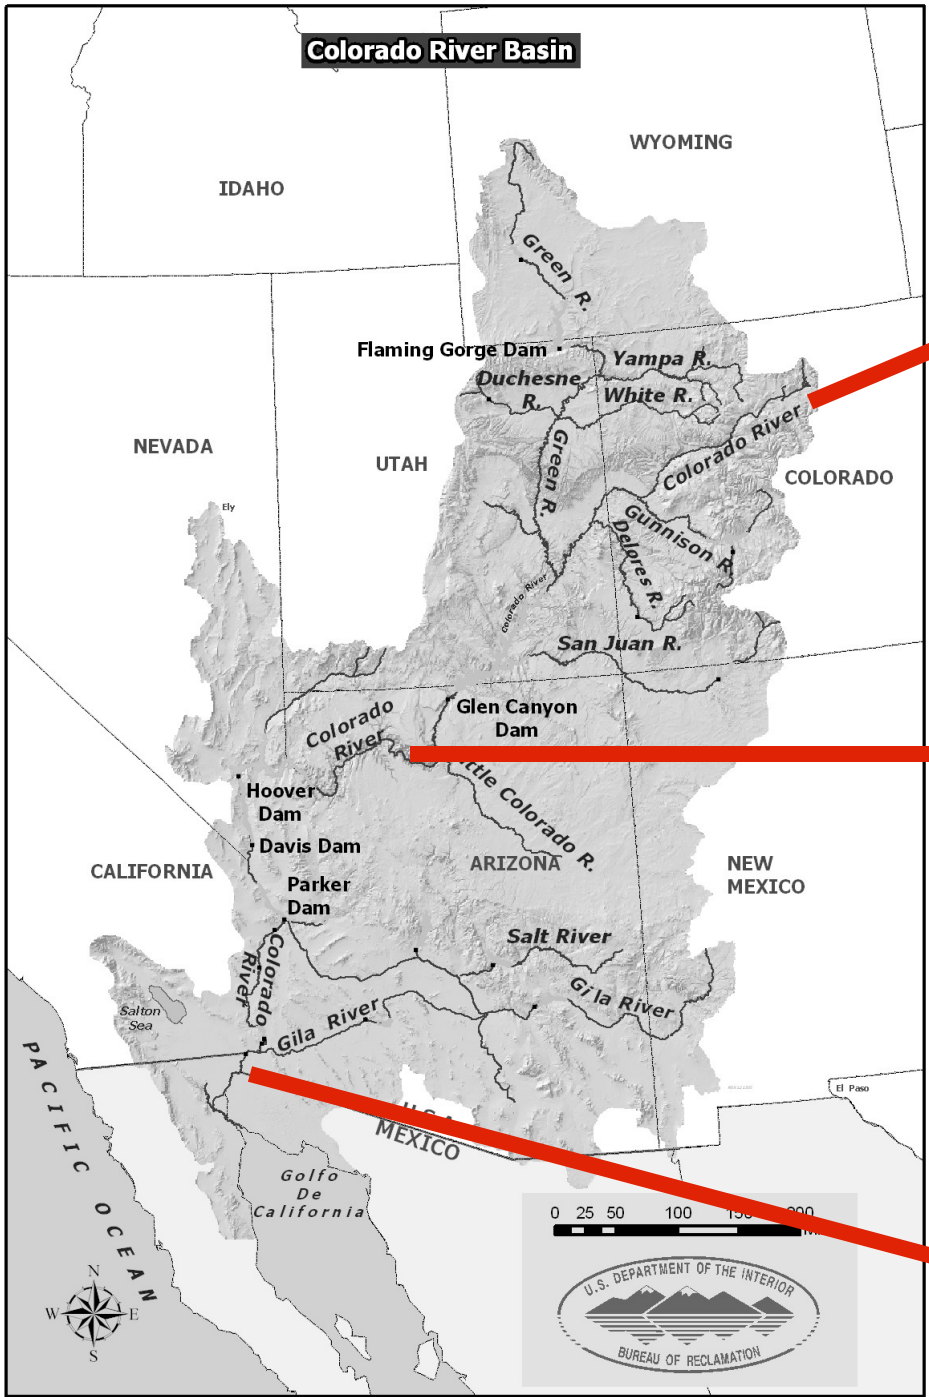 Colorado River Basin
WYOMING
IDAHO
Green R.
Flaming Gorge Dam
Yampa R.
Duchesne
R.
White R.
Colorado River
NEVADA
UTAH
Green R.
COLORADO
Ely
Gunnison R
Delores R.
Colorado River
San Juan R.
Glen Canyon
Dam
Colorado
River
ttle Colorado R.
Hoover
Dam
Davis Dam
CALIFORNIA
ARIZONA
NEW
MEXICO
Parker
Dam
Salt River
Colorado
River
Gila River
Gila River
Salton
Sea
PACIFIC OCEAN
El Paso
U.S.A
MEXICO
Golfo
De
California
0 25 50 100 150 200
N
W E
S
U.S. DEPARTMENT OF THE INTERIOR
BUREAU OF RECLAMATION